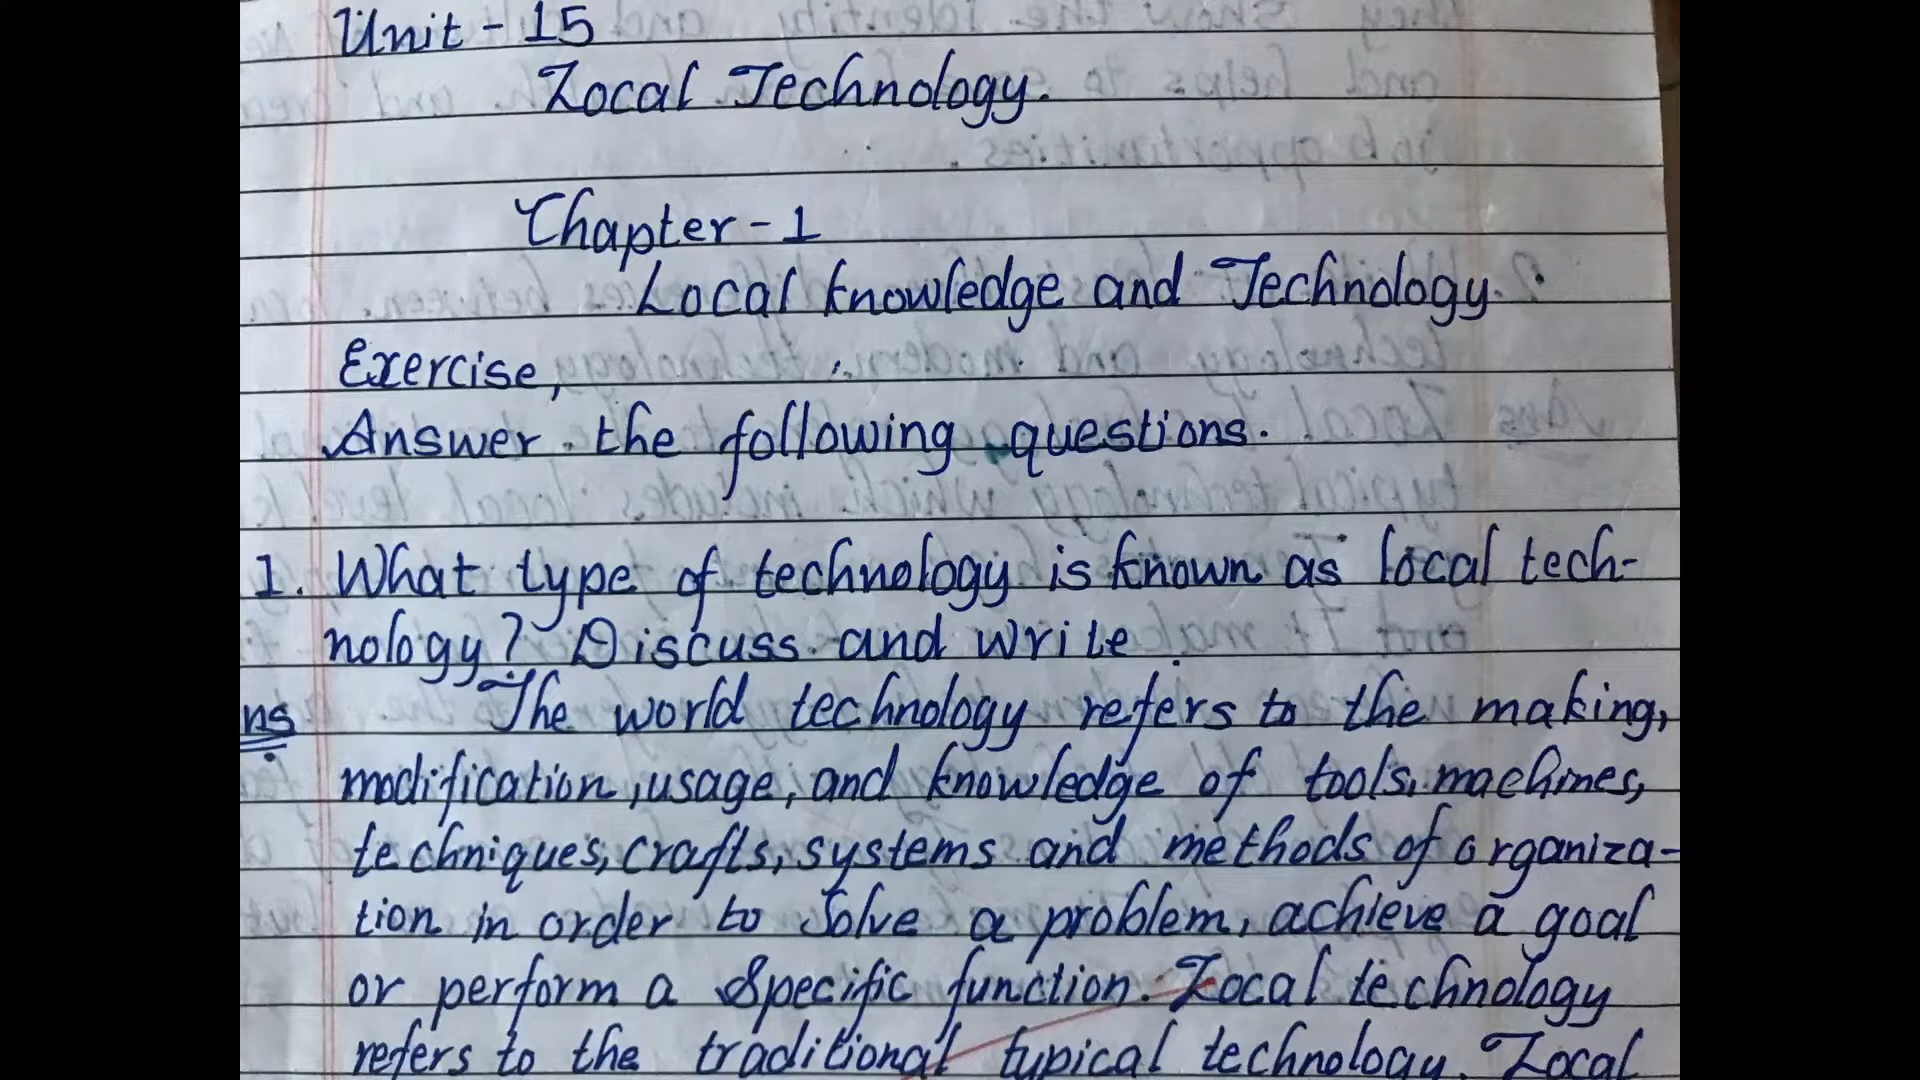 Unit - 15
Local Technology.
Chapter - 1
Local knowledge and Technology.
Exercise,
Answer the following questions.
1. What type of technology is known as local tech-
nology? Discuss and write.
ns The world technology refers to the making,
modification, usage, and knowledge of tools, machines,
techniques, crafts, systems and methods of organiza-
tion in order to solve a problem, achieve a goal
or perform a specific function. Local technology
refers to the traditional typical technology. Local